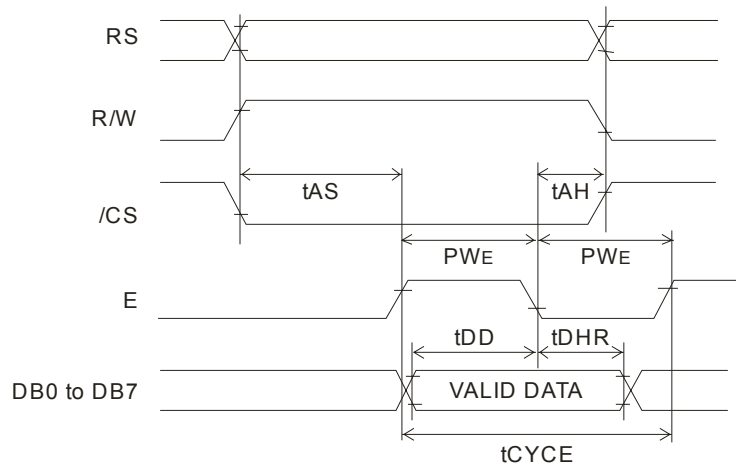 RS
R/W
tAS
tAH
/CS
PWE
PWE
E
tDD
tDHR
DB0 to DB7
VALID DATA
tCYCE